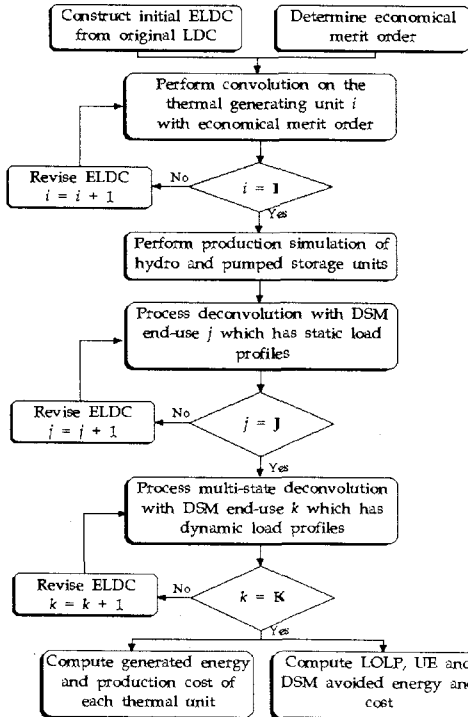 Construct initial ELDC
from original LDC
Determine economical
merit order
Perform convolution on the
thermal generating unit i
with economical merit order
Revise ELDC
i = i + 1
No
i = I
Yes
Perform production simulation of
hydro and pumped storage units
Process deconvolution with DSM
end-use j which has static load
profiles
Revise ELDC
j = j + 1
No
j = J
Yes
Process multi-state deconvolution
with DSM end-use k which has
dynamic load profiles
Revise ELDC
k = k + 1
No
k = K
Yes
Compute generated energy
and production cost of
each thermal unit
Compute LOLP, UE and
DSM avoided energy and
cost